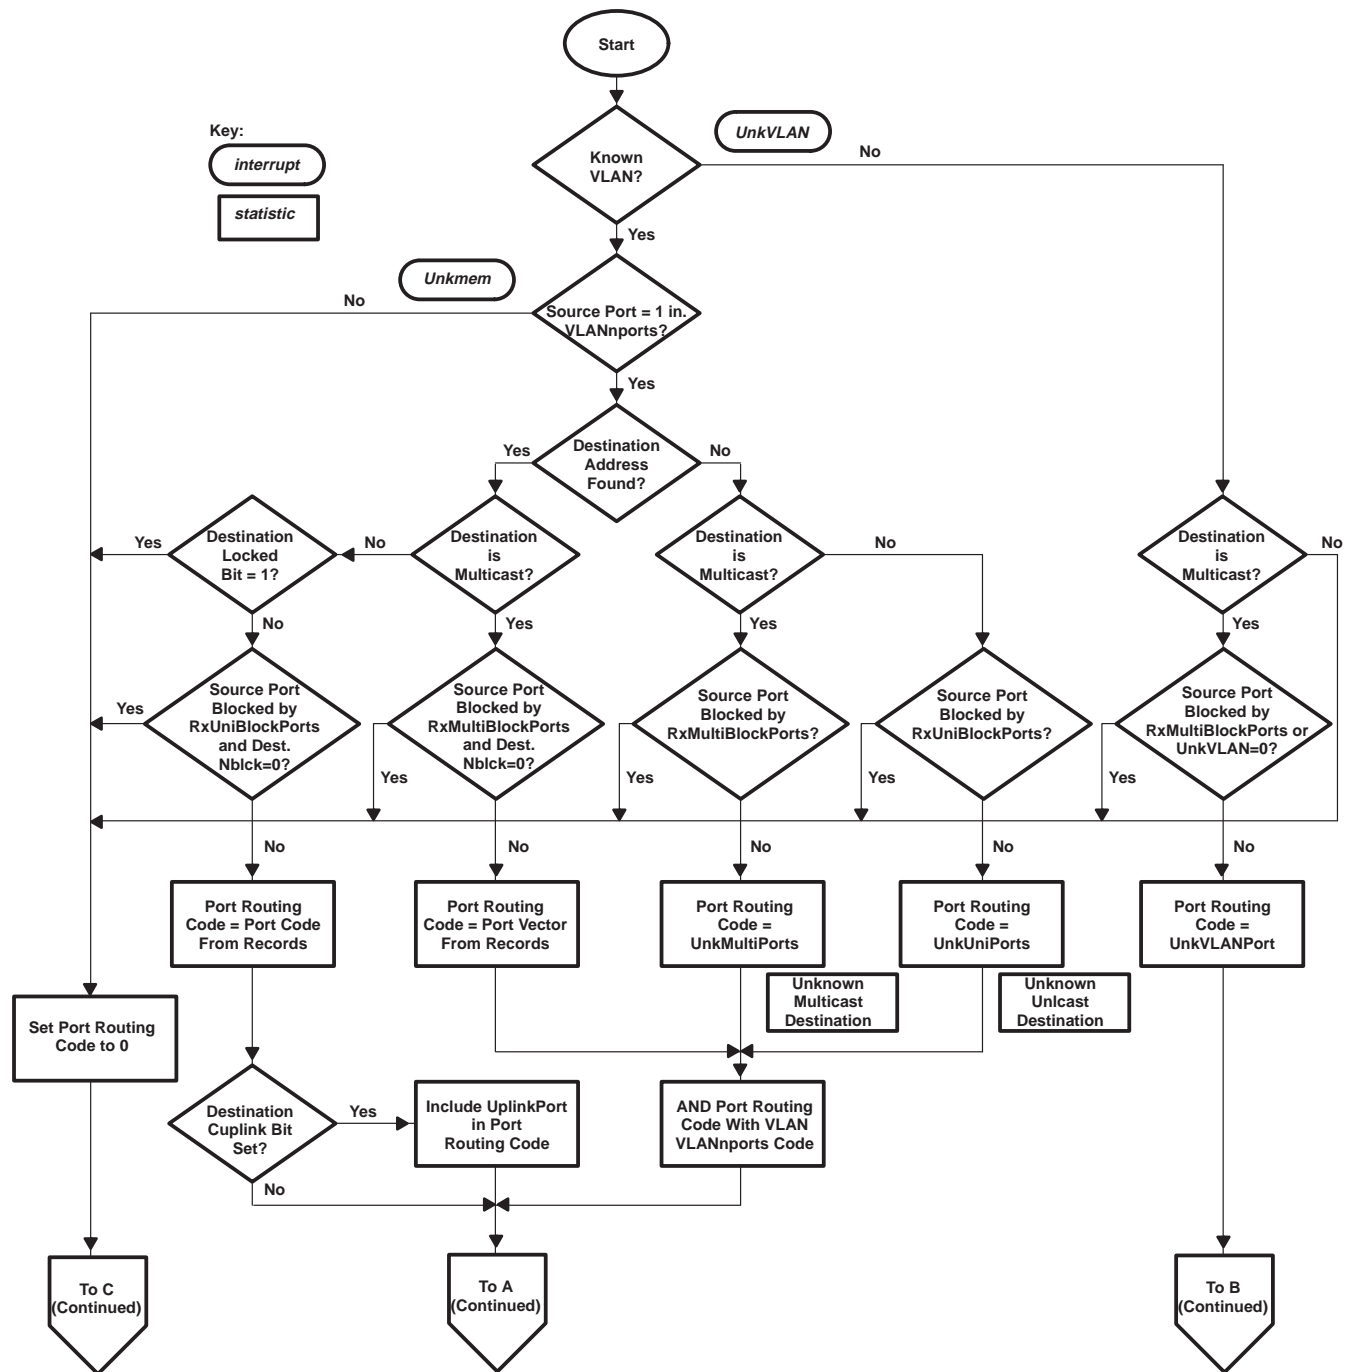 Start
Key:
interrupt
statistic
UnkVLAN
No
Known
VLAN?
Yes
Unkmem
No
Source Port = 1 in.
VLANnports?
Yes
Destination
Address
Found?
Yes
No
Destination
Locked
Bit = 1?
Yes
No
Destination
is
Multicast?
No
Yes
Destination
is
Multicast?
No
Yes
Destination
is
Multicast?
No
Yes
Source Port
Blocked by
RxUniBlockPorts
and Dest.
Nblck=0?
Yes
No
Source Port
Blocked by
RxMultiBlockPorts
and Dest.
Nblck=0?
Yes
No
Source Port
Blocked by
RxMultiBlockPorts?
Yes
No
Source Port
Blocked by
RxUniBlockPorts?
Yes
No
Source Port
Blocked by
RxMultiBlockPorts or
UnkVLAN=0?
Yes
No
Port Routing
Code = Port Code
From Records
Port Routing
Code = Port Vector
From Records
Port Routing
Code =
UnkMultiPorts
Port Routing
Code =
UnkUniPorts
Port Routing
Code =
UnkVLANPort
Unknown
Multicast
Destination
Unknown
Unlcast
Destination
Set Port Routing
Code to 0
Destination
Cuplink Bit
Set?
Yes
No
Include UplinkPort
in Port
Routing Code
AND Port Routing
Code With VLAN
VLANnports Code
To C
(Continued)
To A
(Continued)
To B
(Continued)